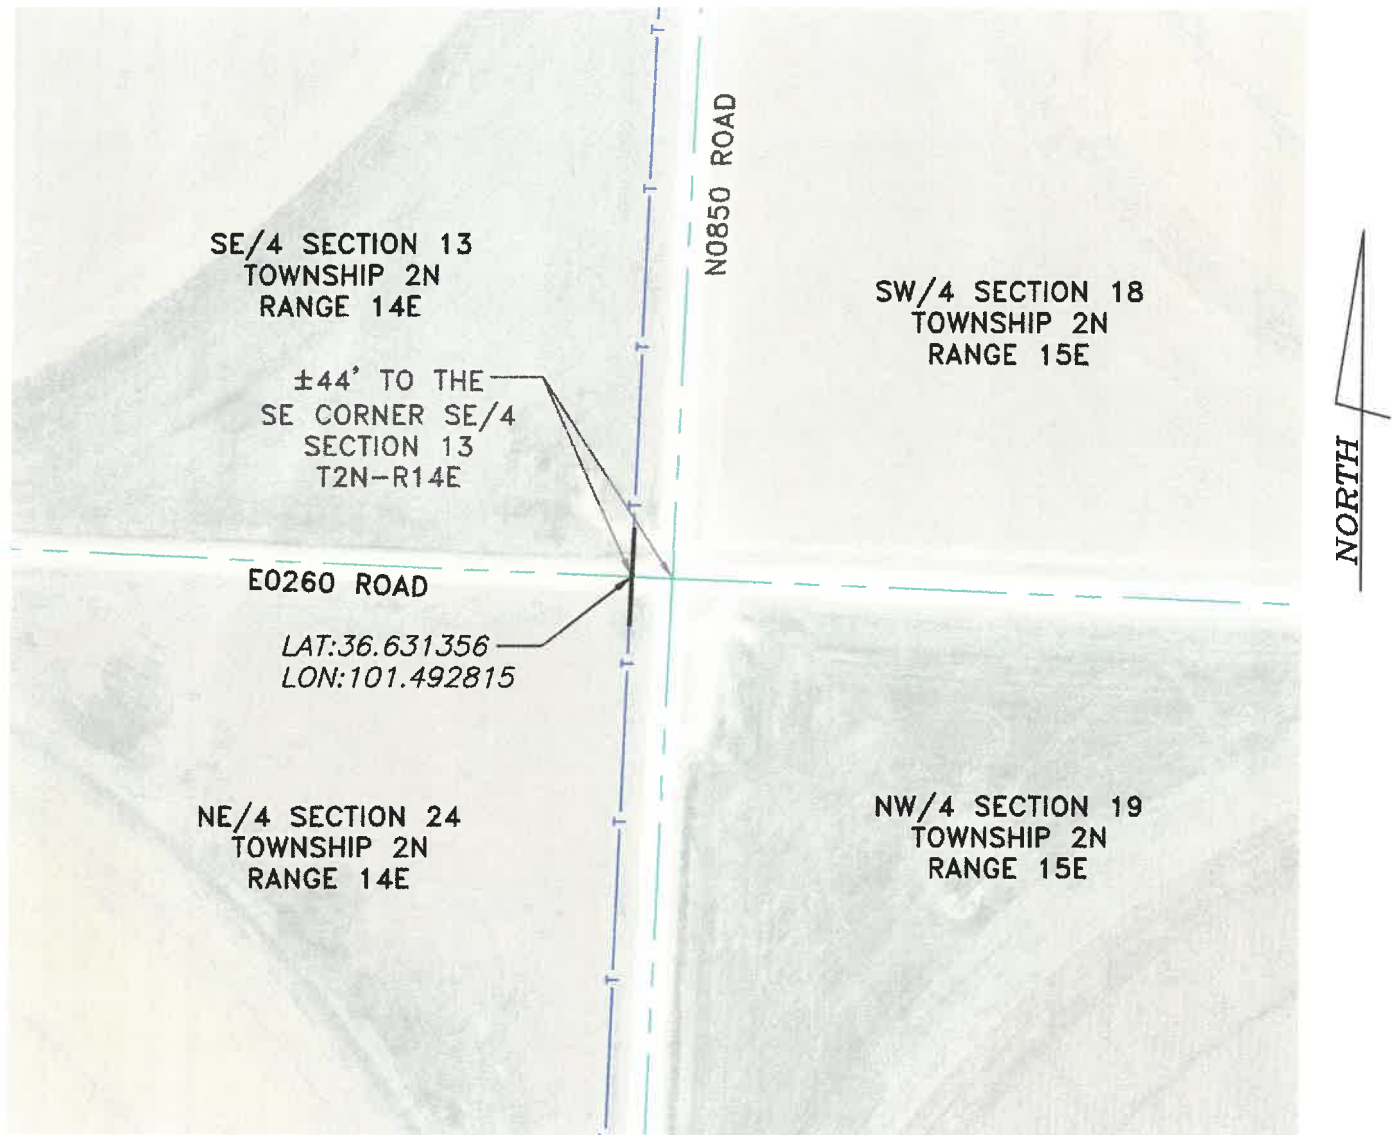 N0850 ROAD
SE/4 SECTION 13
TOWNSHIP 2N
RANGE 14E
SW/4 SECTION 18
TOWNSHIP 2N
RANGE 15E
±44' TO THE
SE CORNER SE/4
SECTION 13
T2N-R14E
NORTH
E0260 ROAD
LAT:36.631356
LON:101.492815
NE/4 SECTION 24
TOWNSHIP 2N
RANGE 14E
NW/4 SECTION 19
TOWNSHIP 2N
RANGE 15E
T
T
T
T
T
T
T